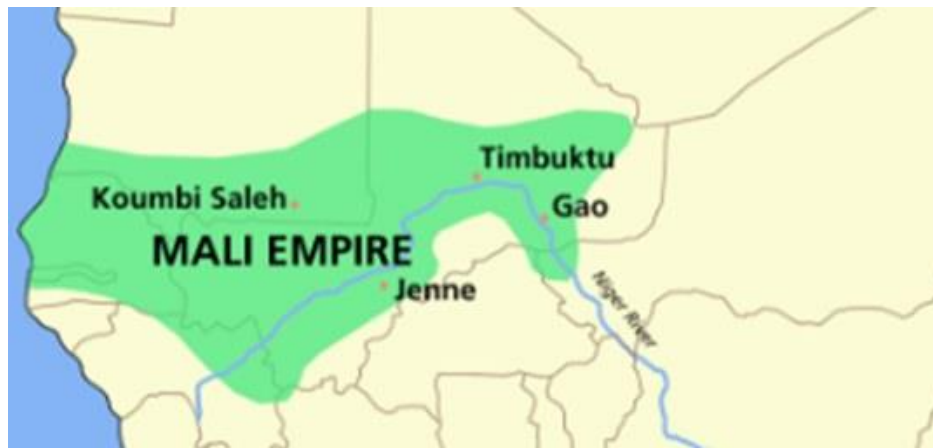 Timbuktu
Koumbi Saleh
Gao
MALI EMPIRE
Jenne
Niger River